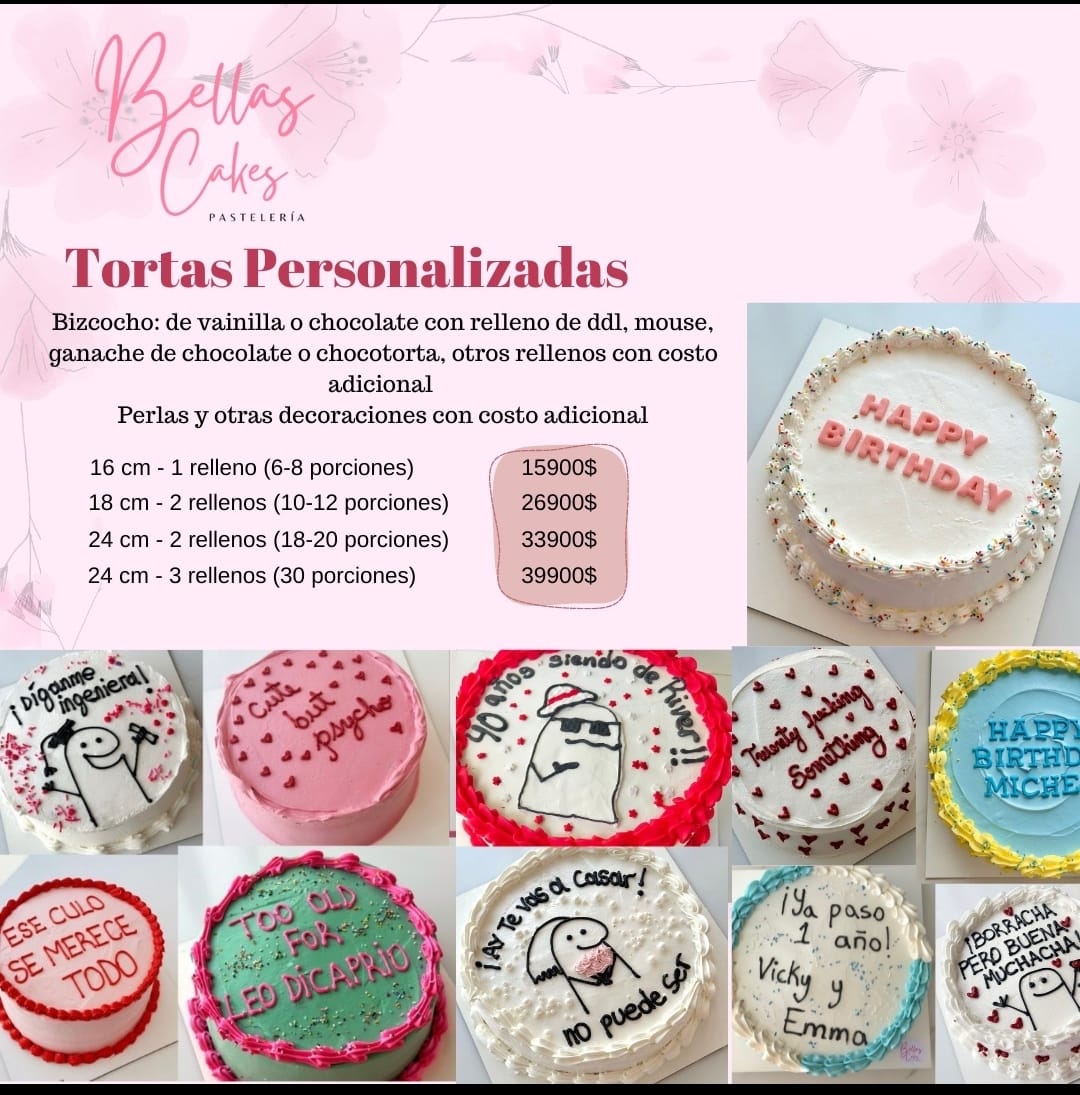 Bellas
Cakes
PASTELERÍA
Tortas Personalizadas
Bizcocho: de vainilla o chocolate con relleno de ddl, mouse,
ganache de chocolate o chocotorta, otros rellenos con costo
adicional
Perlas y otras decoraciones con costo adicional
16 cm - 1 relleno (6-8 porciones) 15900$
18 cm - 2 rellenos (10-12 porciones) 26900$
24 cm - 2 rellenos (18-20 porciones) 33900$
24 cm - 3 rellenos (30 porciones) 39900$
HAPPY
BIRTHDAY
¡Díganme
ingeniera!
Cute
but
psycho
40 años siendo de River!!
Twenty fucking
Something
HAPPY
BIRTHD
MICHE
ESE CULO
SE MERECE
TODO
TOO OLD
FOR
LEO DICAPRIO
¡AY Te vas a casar!
no puede ser
¡Ya paso
1 año!
Vicky y
Emma
¡BORRACHA
PERO BUENA
MUCHACHA!